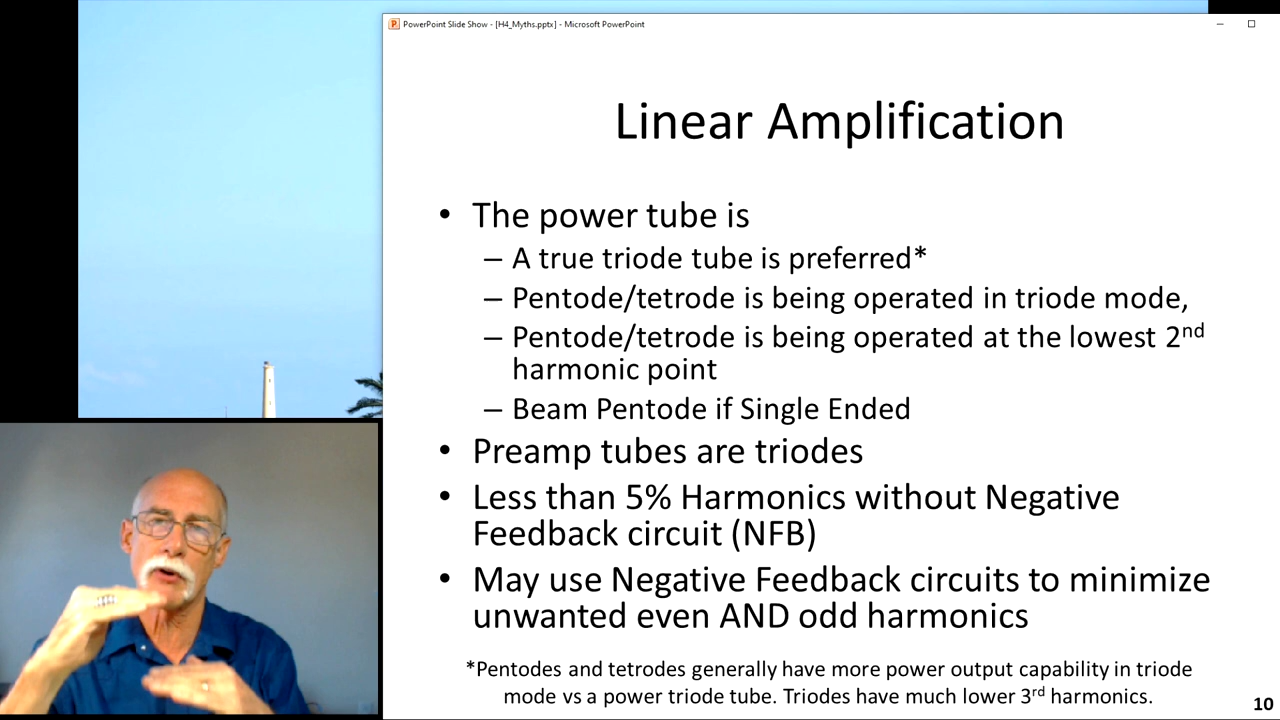 PowerPoint Slide Show - [H4_Myths.pptx] - Microsoft PowerPoint
Linear Amplification
• The power tube is
– A true triode tube is preferred*
– Pentode/tetrode is being operated in triode mode,
– Pentode/tetrode is being operated at the lowest 2nd
harmonic point
– Beam Pentode if Single Ended
• Preamp tubes are triodes
• Less than 5% Harmonics without Negative
Feedback circuit (NFB)
• May use Negative Feedback circuits to minimize
unwanted even AND odd harmonics
*Pentodes and tetrodes generally have more power output capability in triode
mode vs a power triode tube. Triodes have much lower 3rd harmonics.
10